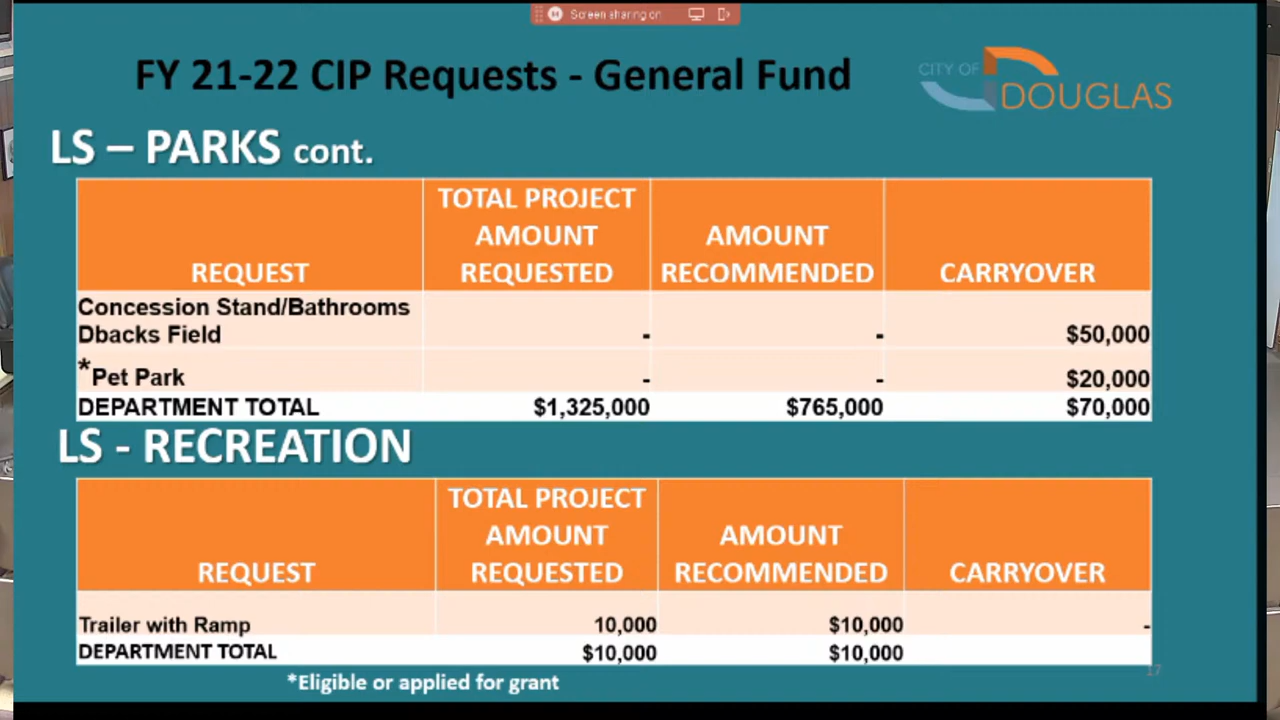 Screen sharing on
FY 21-22 CIP Requests - General Fund
CITY OF
DOUGLAS
LS – PARKS cont.
REQUEST
TOTAL PROJECT
AMOUNT
REQUESTED
AMOUNT
RECOMMENDED
CARRYOVER
Concession Stand/Bathrooms
Dbacks Field - - $50,000
*Pet Park - - $20,000
DEPARTMENT TOTAL $1,325,000 $765,000 $70,000
LS - RECREATION
REQUEST
TOTAL PROJECT
AMOUNT
REQUESTED
AMOUNT
RECOMMENDED
CARRYOVER
Trailer with Ramp 10,000 $10,000 -
DEPARTMENT TOTAL $10,000 $10,000
17
*Eligible or applied for grant